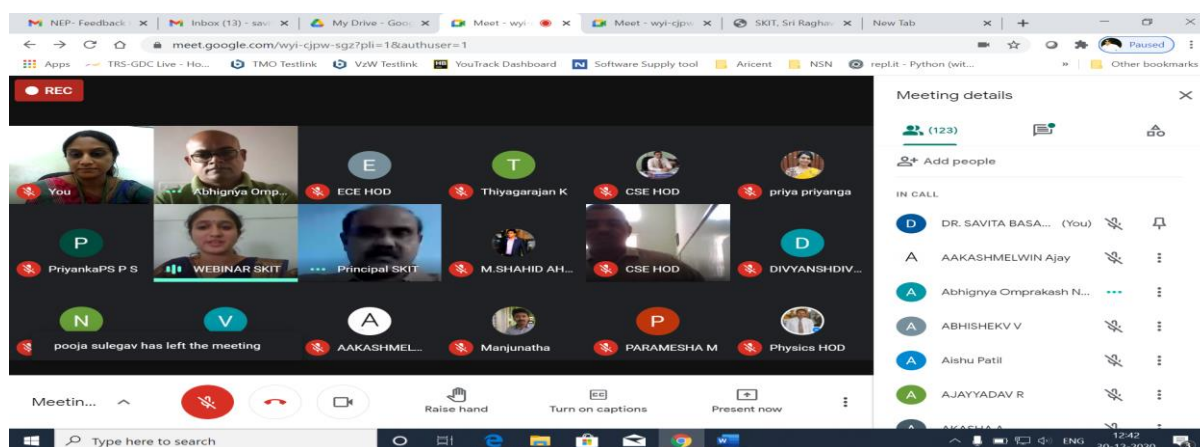 NEP- Feedback
Inbox (13) - savi
My Drive - Goo
Meet - wyi-
Meet - wyi-cjpw
SKIT, Sri Raghav
New Tab
meet.google.com/wyi-cjpw-sgz?pli=1&authuser=1
Paused
Apps
TRS-GDC Live - Ho...
TMO Testlink
VzW Testlink
YouTrack Dashboard
Software Supply tool
Aricent
NSN
repl.it - Python (wit...
»
Other bookmarks
REC
You
Abhignya Omp...
E
ECE HOD
T
Thiyagarajan K
CSE HOD
priya priyanga
P
PriyankaPS P S
WEBINAR SKIT
Principal SKIT
M.SHAHID AH...
CSE HOD
D
DIVYANSHDIV...
N
V
pooja sulegav has left the meeting
A
AAKASHMEL...
Manjunatha
P
PARAMESHA M
Physics HOD
Meeting details
(123)
Add people
IN CALL
D
DR. SAVITA BASA... (You)
A
AAKASHMELWIN Ajay
A
Abhignya Omprakash N...
A
ABHISHEKV V
A
Aishu Patil
A
AJAYYADAV R
Meetin...
Raise hand
CC
Turn on captions
Present now
Type here to search
ENG
12:42
20-12-2020